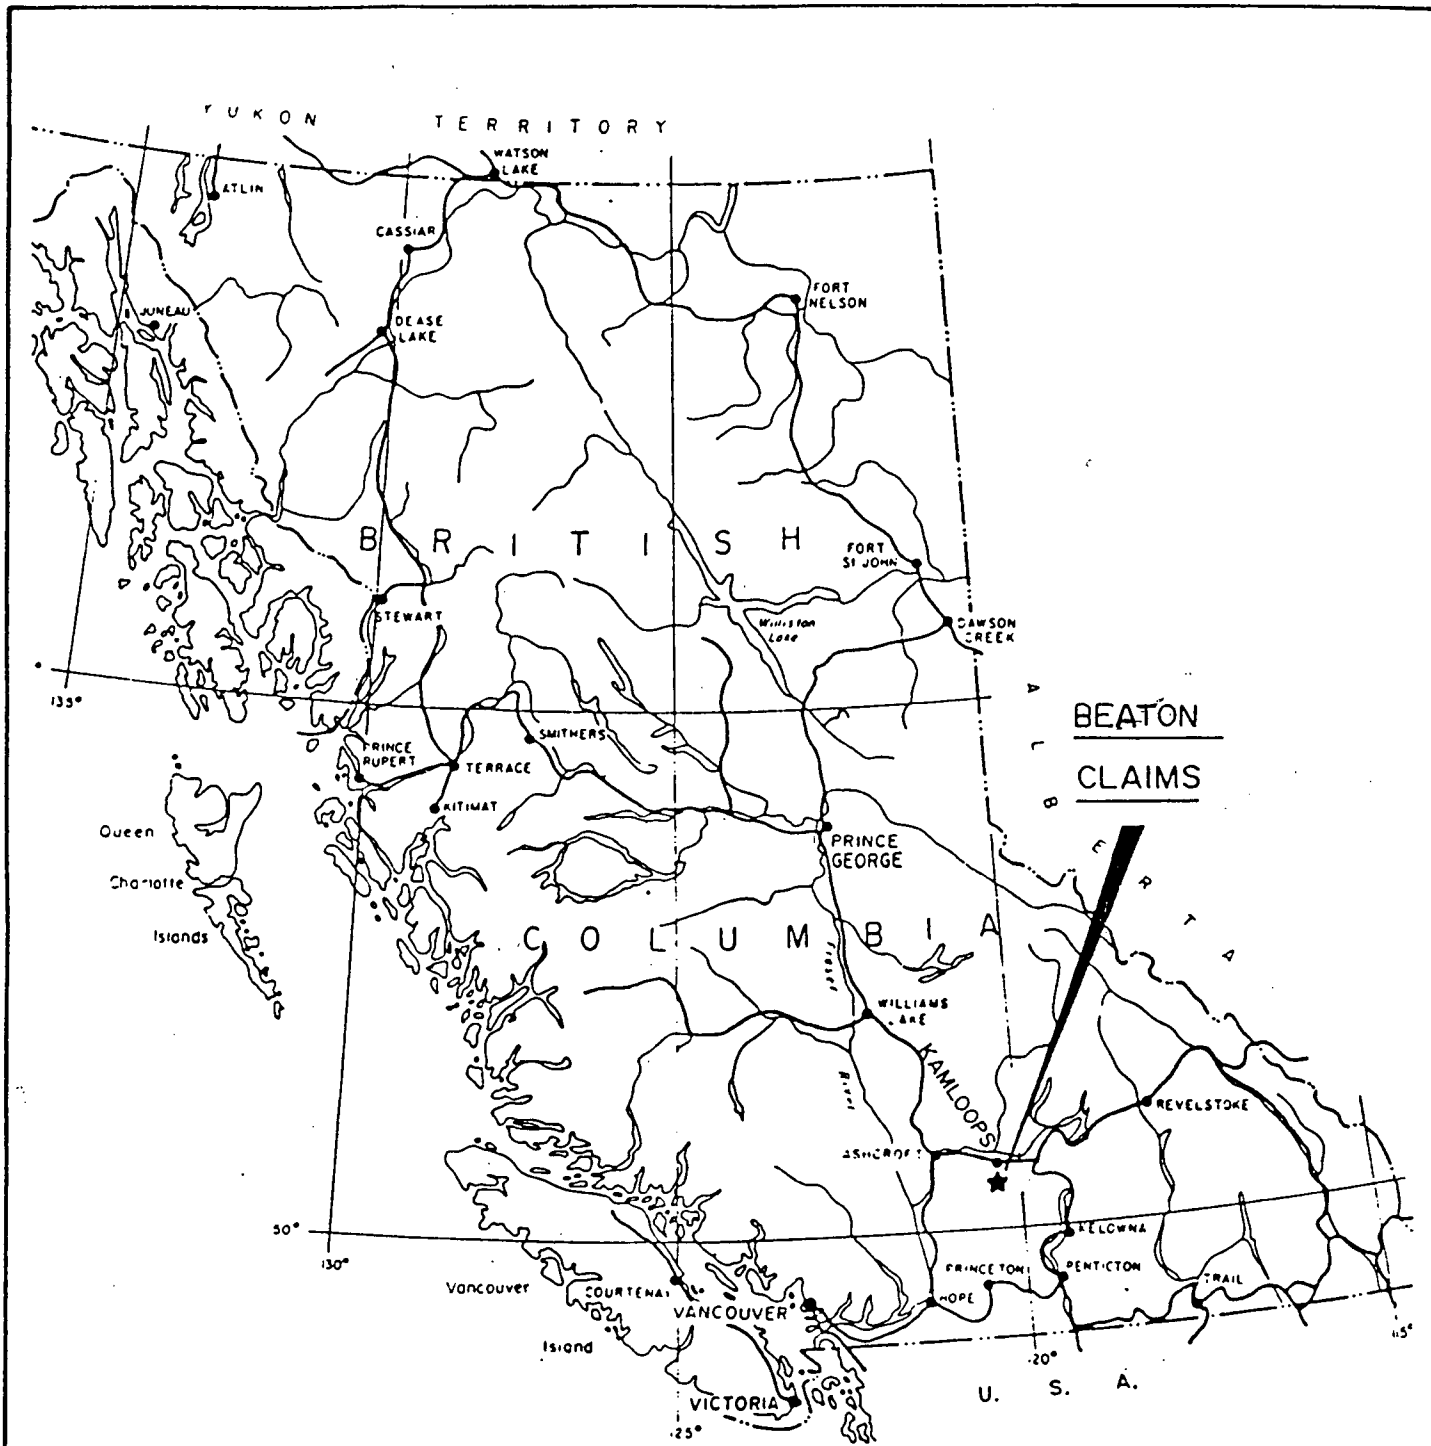 YUKON TERRITORY
WATSON
LAKE
ATLIN
CASSIAR
FORT
NELSON
JUNEAU
DEASE
LAKE
BRITISH
FORT
ST JOHN
STEWART
Williston
Lake
DAWSON
CREEK
135°
ALBERTA
BEATON
CLAIMS
SMITHERS
PRINCE
RUPERT
TERRACE
KITIMAT
Queen
Charlotte
Islands
PRINCE
GEORGE
COLUMBIA
Fraser
River
WILLIAMS
LAKE
KAMLOOPS
REVELSTOKE
ASHCROFT
50°
130°
KELOWNA
Vancouver
Island
COURTENAY
VANCOUVER
PRINCETON
PENTICTON
HOPE
TRAIL
115°
120°
U. S. A.
VICTORIA
125°